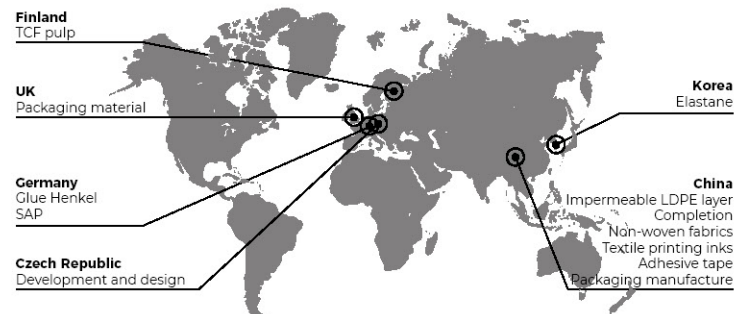 Finland
TCF pulp
UK
Packaging material
Germany
Glue Henkel
SAP
Czech Republic
Development and design
Korea
Elastane
China
Impermeable LDPE layer
Completion
Non-woven fabrics
Textile printing inks
Adhesive tape
Packaging manufacture